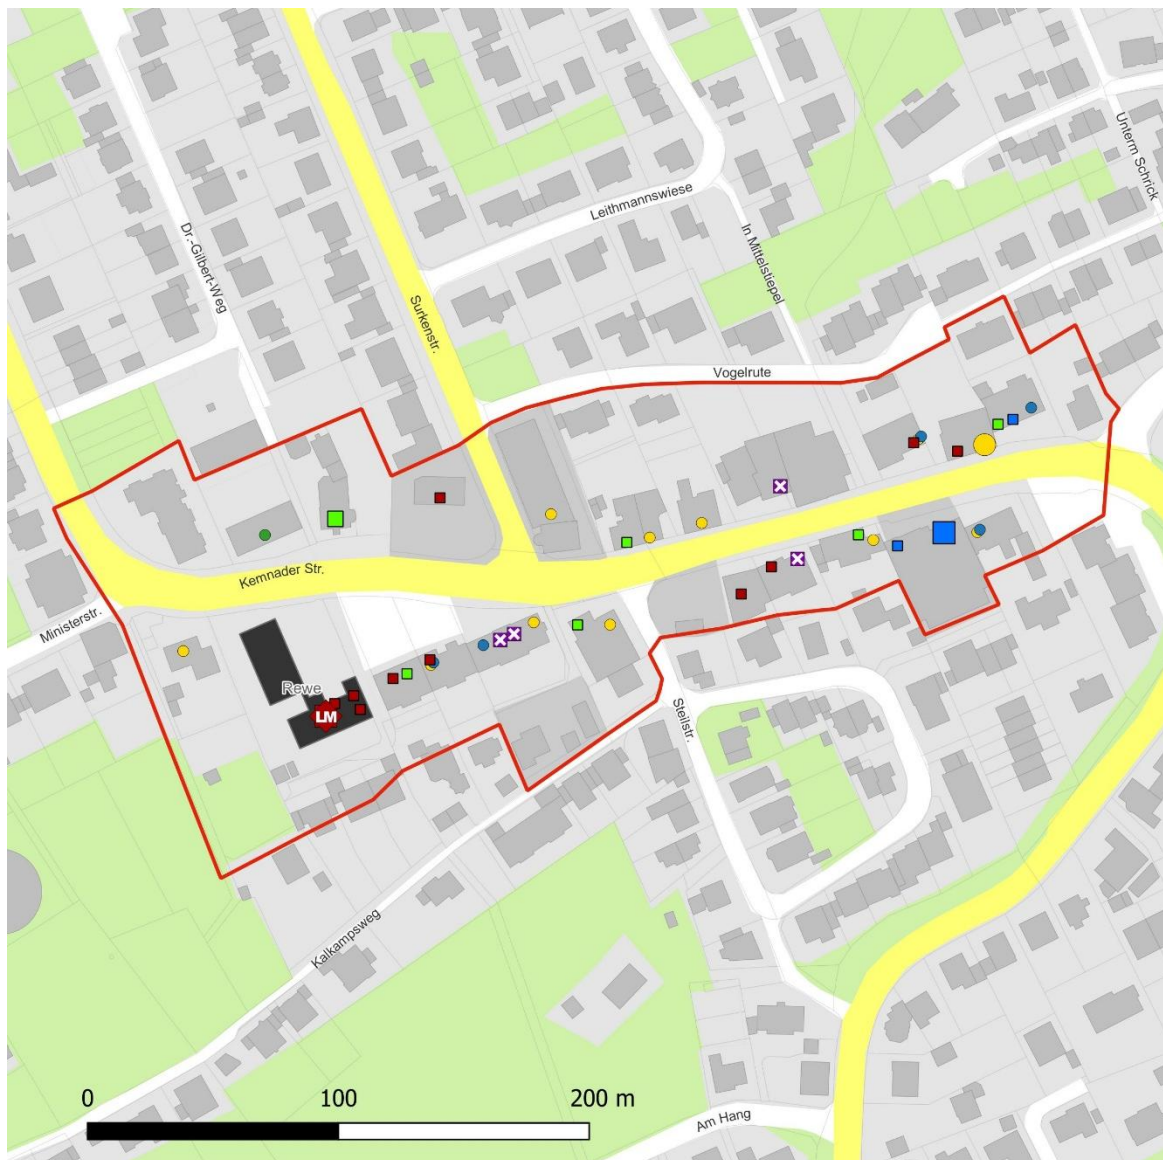 Unterm Schrick
Leithmannswiese
Dr.-Gilbert-Weg
In Mittelstiepel
Surkenstr.
Vogelrute
Kemnader Str.
Ministerstr.
Rewe
LM
Steilstr.
Kalkampsweg
0 100 200 m
Am Hang